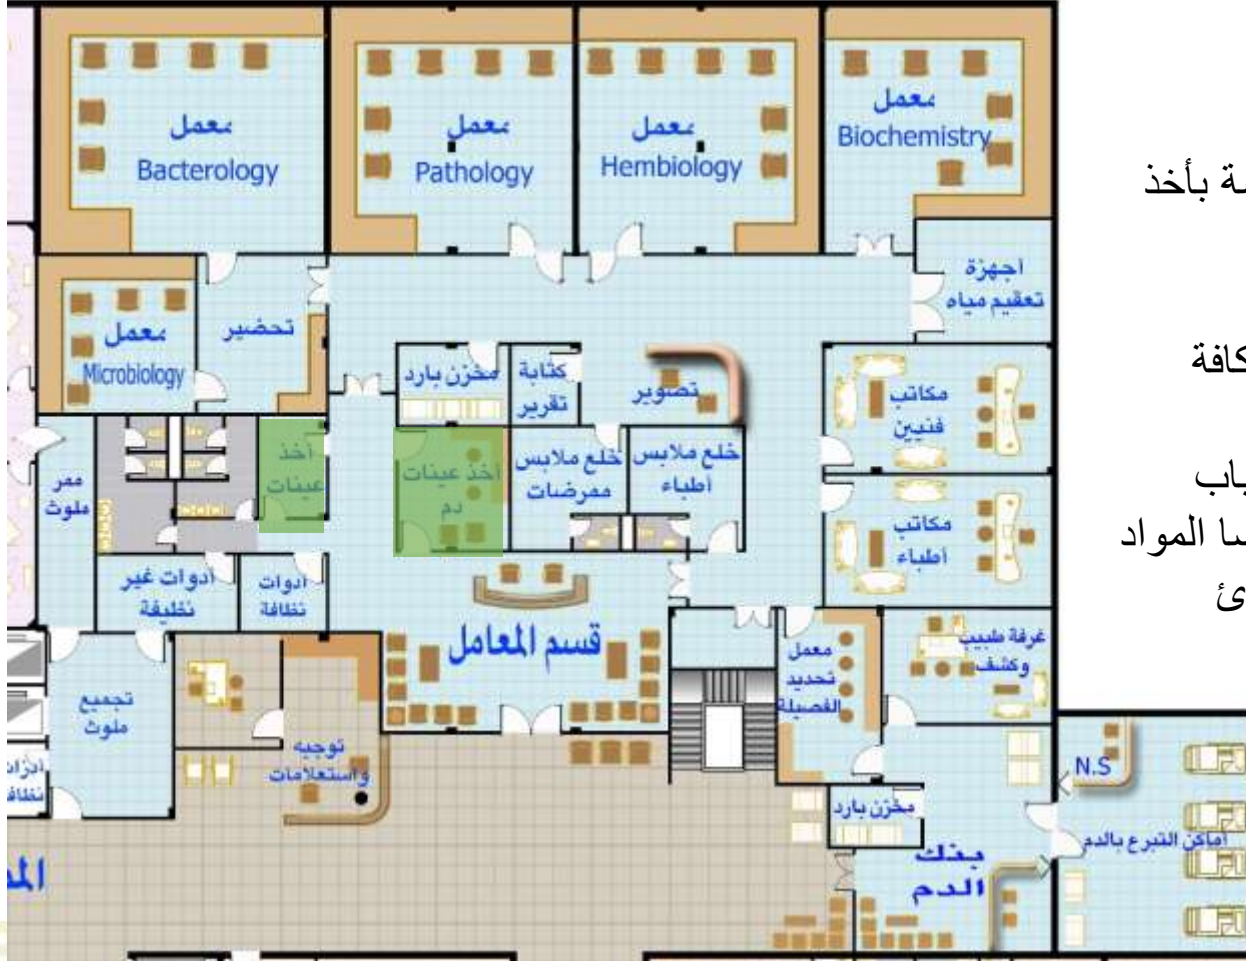 معمل
Bacterology
معمل
Pathology
معمل
Hembiology
معمل
Biochemistry
بأخذ
اجهزة
تعقيم مياه
معمل
Microbiology
تحضير
مخزن بارد
كتابة
تقرير
تصوير
مكاتب
فنيين
كافة
أخذ
عينات
أخذ عينات
دم
خلع ملابس
ممرضات
خلع ملابس
أطباء
ممر
ملوث
مكاتب
أطباء
المواد
أدوات غير
نظيفة
أدوات
نظافة
قسم المعامل
معمل
تحديد
الفصيلة
غرفة طبيب
وكشف
تجميع
ملوث
توجيه
واستعلامات
N.S
مخزن بارد
بنك
الدم
أماكن التبرع بالدم